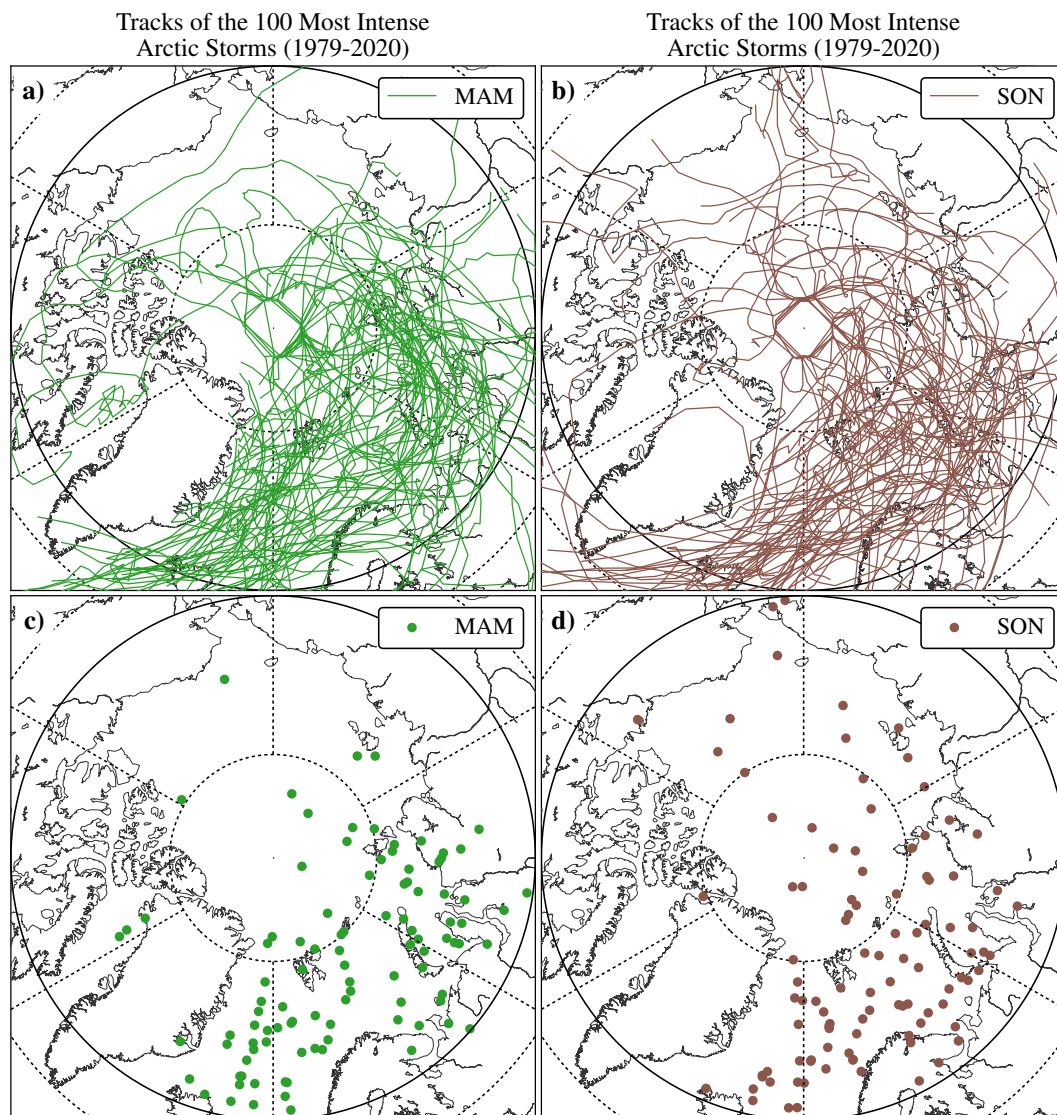 Tracks of the 100 Most Intense
Arctic Storms (1979-2020)
Tracks of the 100 Most Intense
Arctic Storms (1979-2020)
a)
MAM
b)
SON
c)
MAM
d)
SON